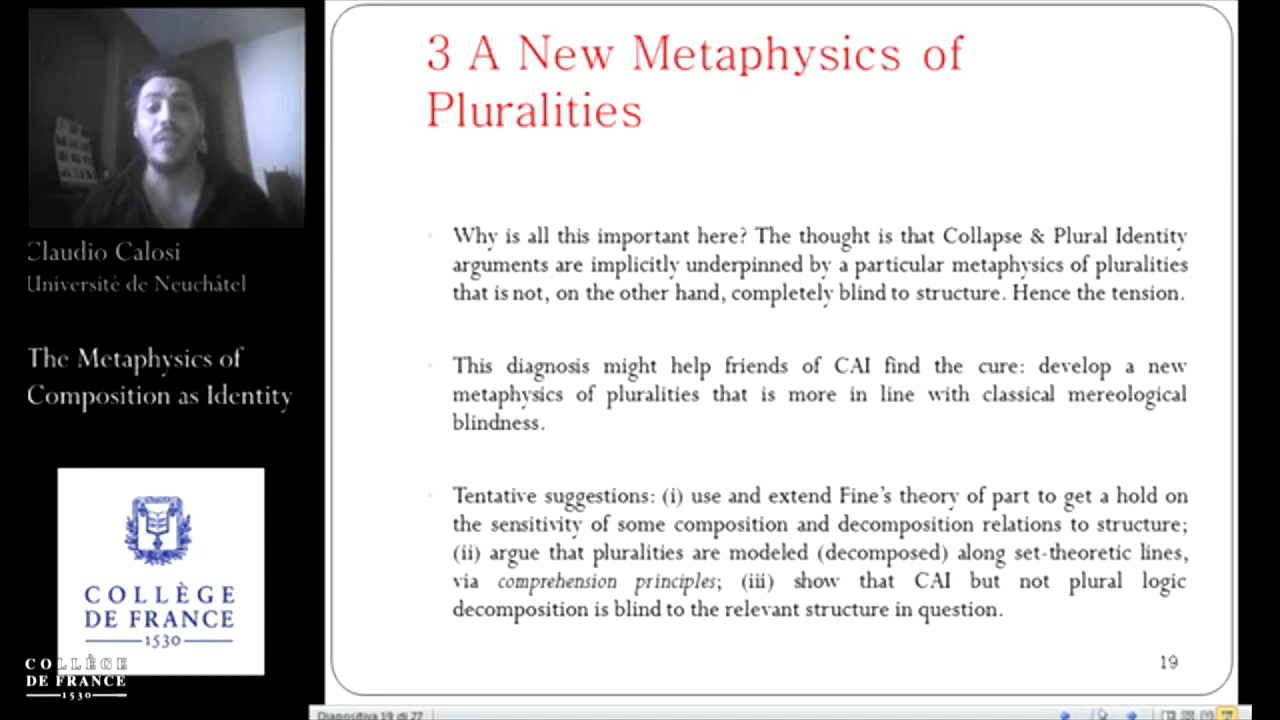 3 A New Metaphysics of
Pluralities
Why is all this important here? The thought is that Collapse & Plural Identity
arguments are implicitly underpinned by a particular metaphysics of pluralities
that is not, on the other hand, completely blind to structure. Hence the tension.
This diagnosis might help friends of CAI find the cure: develop a new
metaphysics of pluralities that is more in line with classical mereological
blindness.
Tentative suggestions: (i) use and extend Fine's theory of part to get a hold on
the sensitivity of some composition and decomposition relations to structure;
(ii) argue that pluralities are modeled (decomposed) along set-theoretic lines,
via comprehension principles; (iii) show that CAI but not plural logic
decomposition is blind to the relevant structure in question.
19
Claudio Calosi
Université de Neuchâtel
The Metaphysics of
Composition as Identity
COLLÈGE
DE FRANCE
1530
COLLÈGE
DE FRANCE
1530
Diapositiva 19 di 27